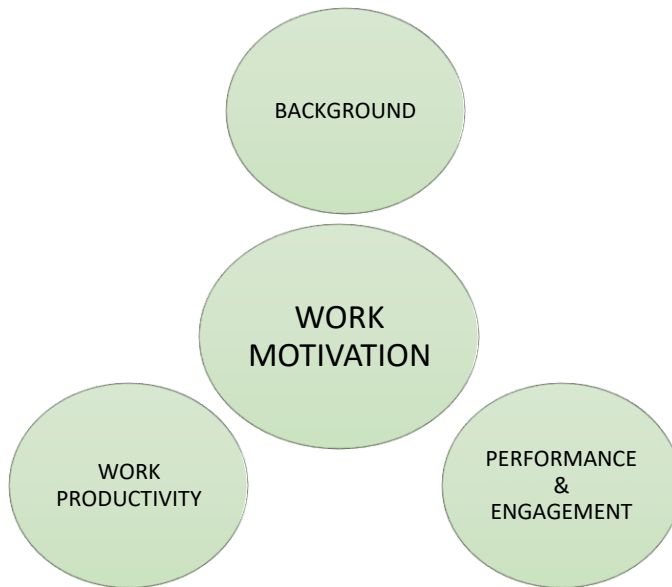 BACKGROUND
WORK
MOTIVATION
WORK
PRODUCTIVITY
PERFORMANCE
&
ENGAGEMENT